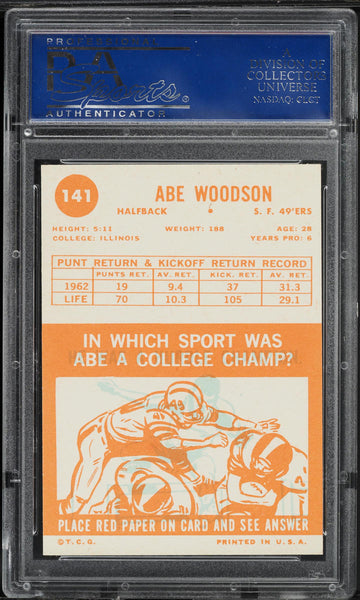 PROFESSIONAL
PSA
Sports
AUTHENTICATOR
A
DIVISION OF
COLLECTORS
UNIVERSE
NASDAQ: CLCT
141
ABE WOODSON
HALFBACK S. F. 49'ERS
HEIGHT: 5:11 WEIGHT: 188 AGE: 28
COLLEGE: ILLINOIS YEARS PRO: 6
PUNT RETURN & KICKOFF RETURN RECORD
PUNTS RET. AV. RET. KICK. RET. AV. RET.
1962 19 9.4 37 31.3
LIFE 70 10.3 105 29.1
IN WHICH SPORT WAS
ABE A COLLEGE CHAMP?
49
PLACE RED PAPER ON CARD AND SEE ANSWER
© T. C. G. PRINTED IN U. S. A.